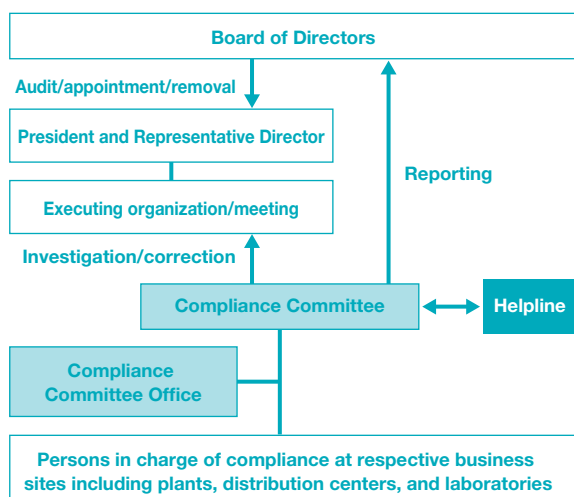 Board of Directors
Audit/appointment/removal
President and Representative Director
Reporting
Executing organization/meeting
Investigation/correction
Compliance Committee
Helpline
Compliance
Committee Office
Persons in charge of compliance at respective business
sites including plants, distribution centers, and laboratories